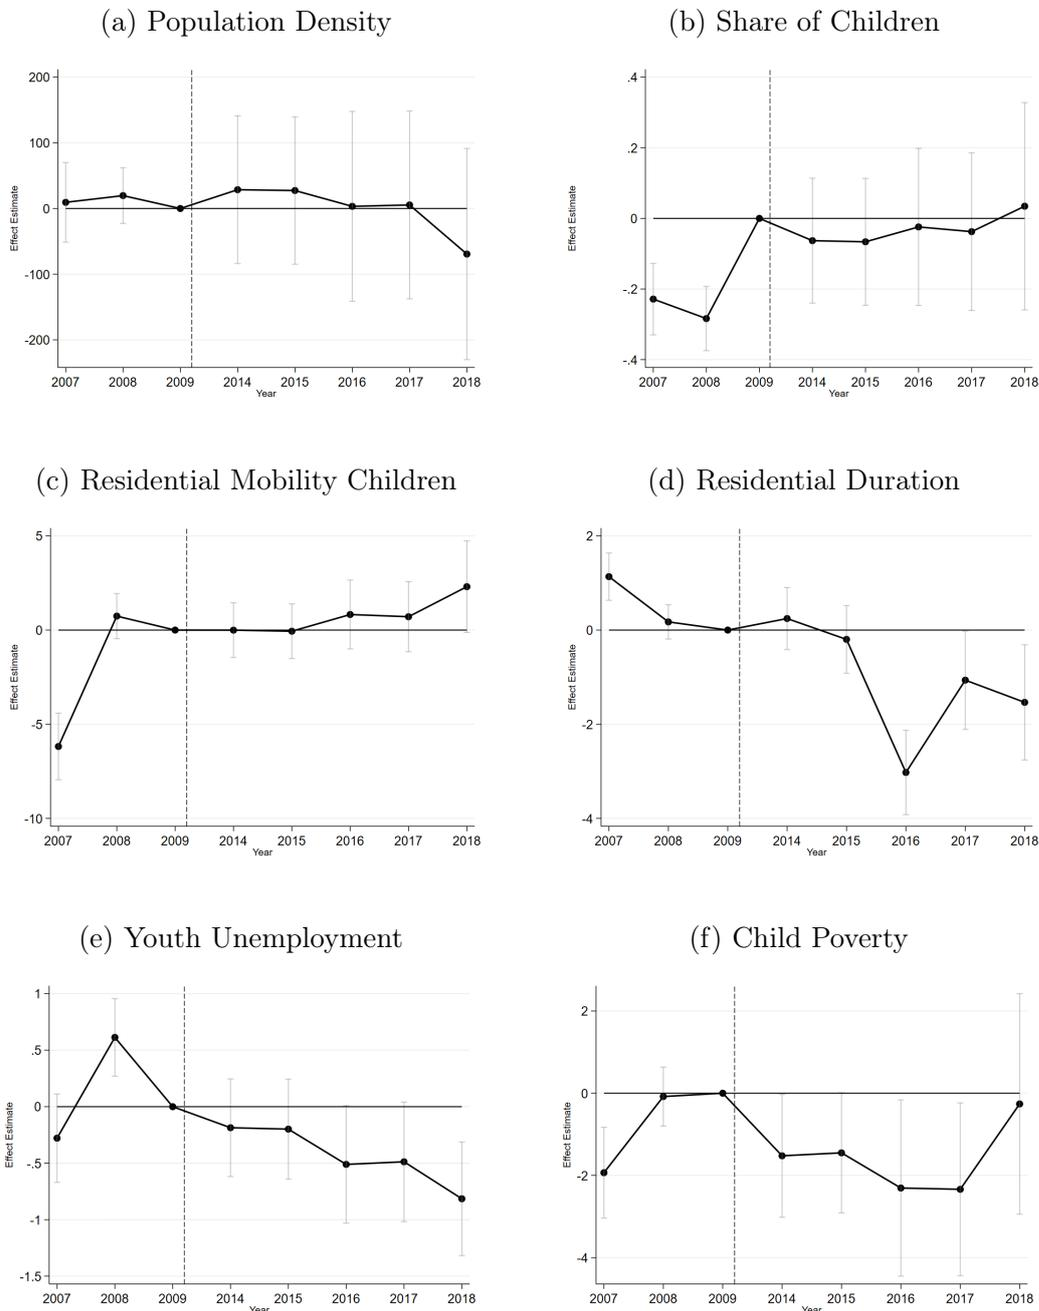 (a) Population Density
200
100
0
-100
-200
Effect Estimate
2007 2008 2009 2014 2015 2016 2017 2018
Year
(b) Share of Children
.4
.2
0
-.2
-.4
Effect Estimate
2007 2008 2009 2014 2015 2016 2017 2018
Year
(c) Residential Mobility Children
5
0
-5
-10
Effect Estimate
2007 2008 2009 2014 2015 2016 2017 2018
Year
(d) Residential Duration
2
0
-2
-4
Effect Estimate
2007 2008 2009 2014 2015 2016 2017 2018
Year
(e) Youth Unemployment
1
.5
0
-.5
-1
-1.5
Effect Estimate
2007 2008 2009 2014 2015 2016 2017 2018
Year
(f) Child Poverty
2
0
-2
-4
Effect Estimate
2007 2008 2009 2014 2015 2016 2017 2018
Year